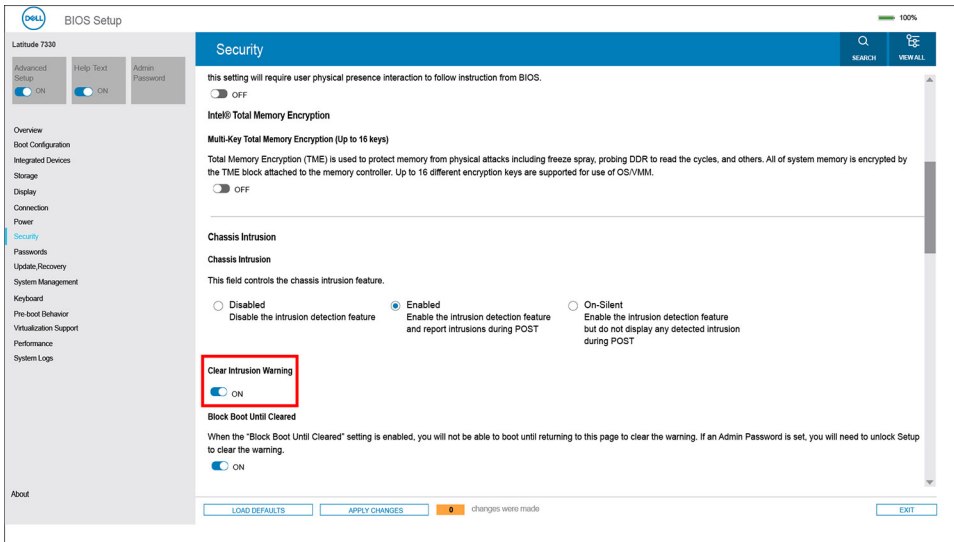 DELL
BIOS Setup
100%
Latitude 7330
Advanced
Setup
ON
Help Text
ON
Admin
Password
Overview
Boot Configuration
Integrated Devices
Storage
Display
Connection
Power
Security
Passwords
Update,Recovery
System Management
Keyboard
Pre-boot Behavior
Virtualization Support
Performance
System Logs
About
Security
SEARCH
VIEW ALL
this setting will require user physical presence interaction to follow instruction from BIOS.
OFF
Intel® Total Memory Encryption
Multi-Key Total Memory Encryption (Up to 16 keys)
Total Memory Encryption (TME) is used to protect memory from physical attacks including freeze spray, probing DDR to read the cycles, and others. All of system memory is encrypted by
the TME block attached to the memory controller. Up to 16 different encryption keys are supported for use of OS/VMM.
OFF
Chassis Intrusion
Chassis Intrusion
This field controls the chassis intrusion feature.
Disabled
Disable the intrusion detection feature
Enabled
Enable the intrusion detection feature
and report intrusions during POST
On-Silent
Enable the intrusion detection feature
but do not display any detected intrusion
during POST
Clear Intrusion Warning
ON
Block Boot Until Cleared
When the "Block Boot Until Cleared" setting is enabled, you will not be able to boot until returning to this page to clear the warning. If an Admin Password is set, you will need to unlock Setup
to clear the warning.
ON
LOAD DEFAULTS
APPLY CHANGES
0 changes were made
EXIT